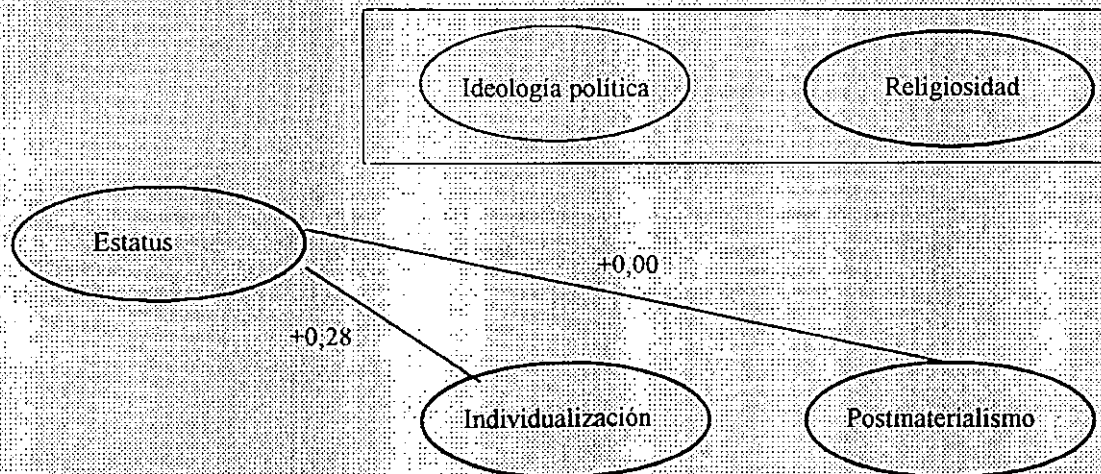 Ideología política
Religiosidad
Estatus
+0,00
+0,28
Individualización
Postmaterialismo